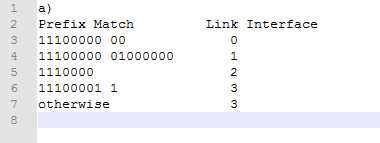 1 a)
2 Prefix Match Link Interface
3 11100000 00 0
4 11100000 01000000 1
5 1110000 2
6 11100001 1 3
7 otherwise 3
8